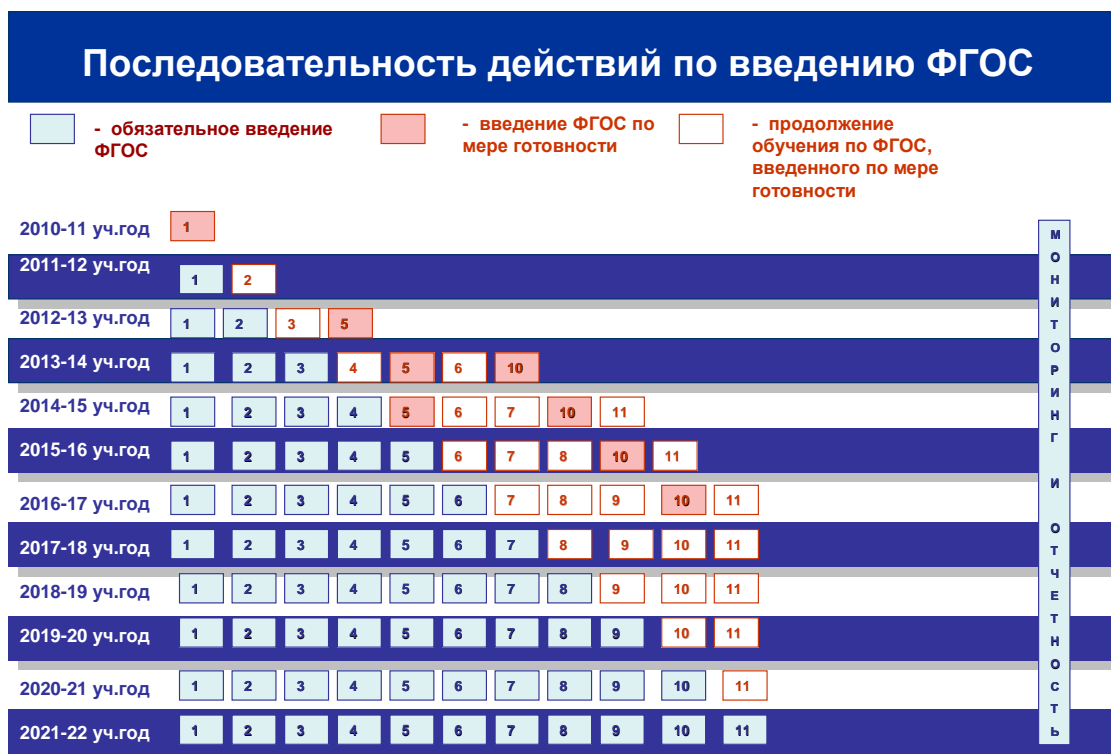 Последовательность действий по введению ФГОС
- обязательное введение
ФГОС
- введение ФГОС по
мере готовности
- продолжение
обучения по ФГОС,
введенного по мере
готовности
2010-11 уч.год 1
2011-12 уч.год 1 2
2012-13 уч.год 1 2 3 5
2013-14 уч.год 1 2 3 4 5 6 10
2014-15 уч.год 1 2 3 4 5 6 7 10 11
2015-16 уч.год 1 2 3 4 5 6 7 8 10 11
2016-17 уч.год 1 2 3 4 5 6 7 8 9 10 11
2017-18 уч.год 1 2 3 4 5 6 7 8 9 10 11
2018-19 уч.год 1 2 3 4 5 6 7 8 9 10 11
2019-20 уч.год 1 2 3 4 5 6 7 8 9 10 11
2020-21 уч.год 1 2 3 4 5 6 7 8 9 10 11
2021-22 уч.год 1 2 3 4 5 6 7 8 9 10 11
МОНИТОРИНГ И ОТЧЕТНОСТЬ